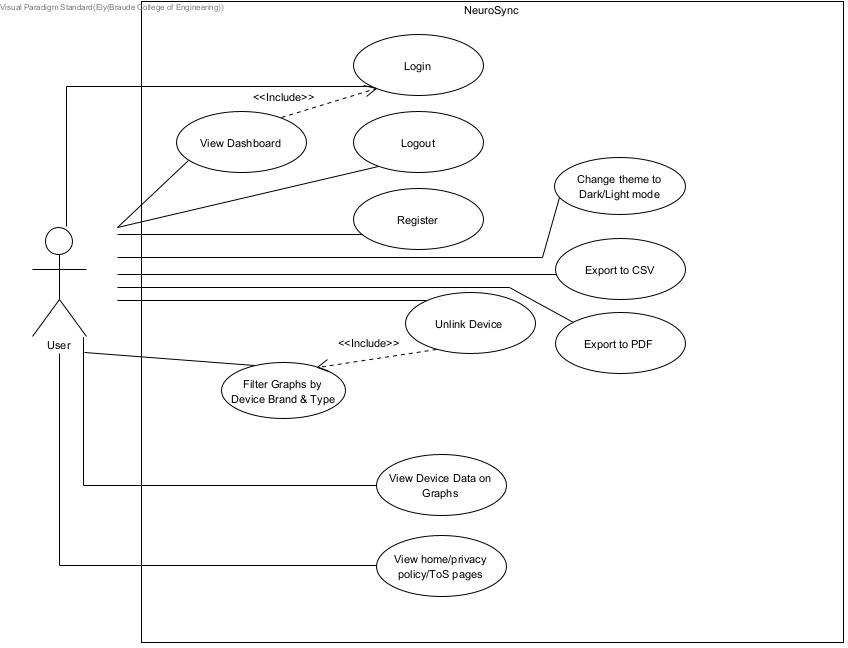 Visual Paradigm Standard(Ely(Braude College of Engineering))
NeuroSync
Login
<<Include>>
View Dashboard
Logout
Change theme to
Dark/Light mode
Register
Export to CSV
Unlink Device
User
<<Include>>
Export to PDF
Filter Graphs by
Device Brand & Type
View Device Data on
Graphs
View home/privacy
policy/ToS pages